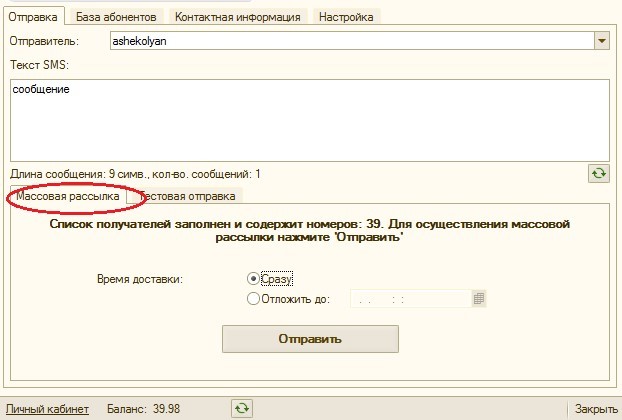 Отправка База абонентов Контактная информация Настройка
Отправитель: ashekolyan
Текст SMS:
сообщение
Длина сообщения: 9 симв., кол-во. сообщений: 1
Массовая рассылка Тестовая отправка
Список получателей заполнен и содержит номеров: 39. Для осуществления массовой
рассылки нажмите 'Отправить'
Время доставки: Сразу
Отложить до: . . : :
Отправить
Личный кабинет Баланс: 39.98 Закрыть